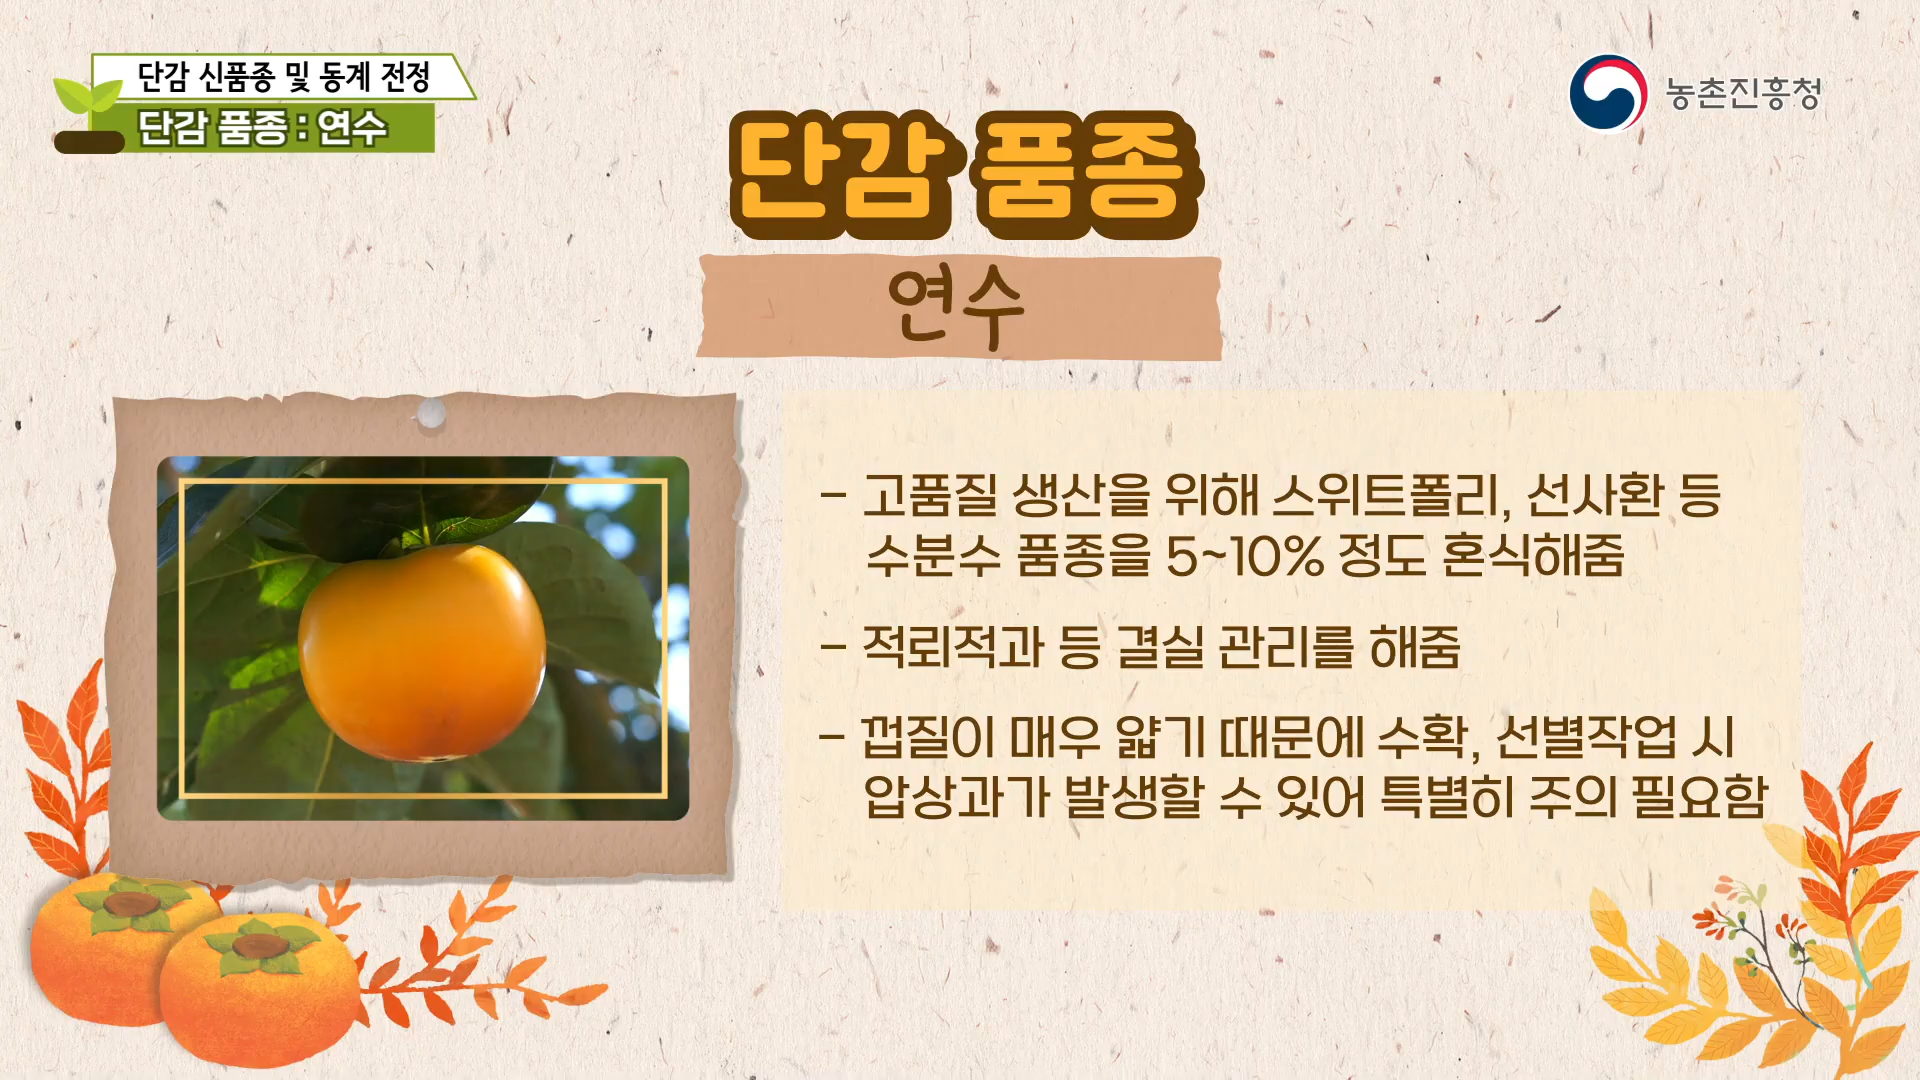 단감 신품종 및 동계 전정
단감 품종 : 연수
농촌진흥청
단감 품종
연수
- 고품질 생산을 위해 스위트폴리, 선사환 등
수분수 품종을 5~10% 정도 혼식해줌
- 적뢰적과 등 결실 관리를 해줌
- 껍질이 매우 얇기 때문에 수확, 선별작업 시
압상과가 발생할 수 있어 특별히 주의 필요함